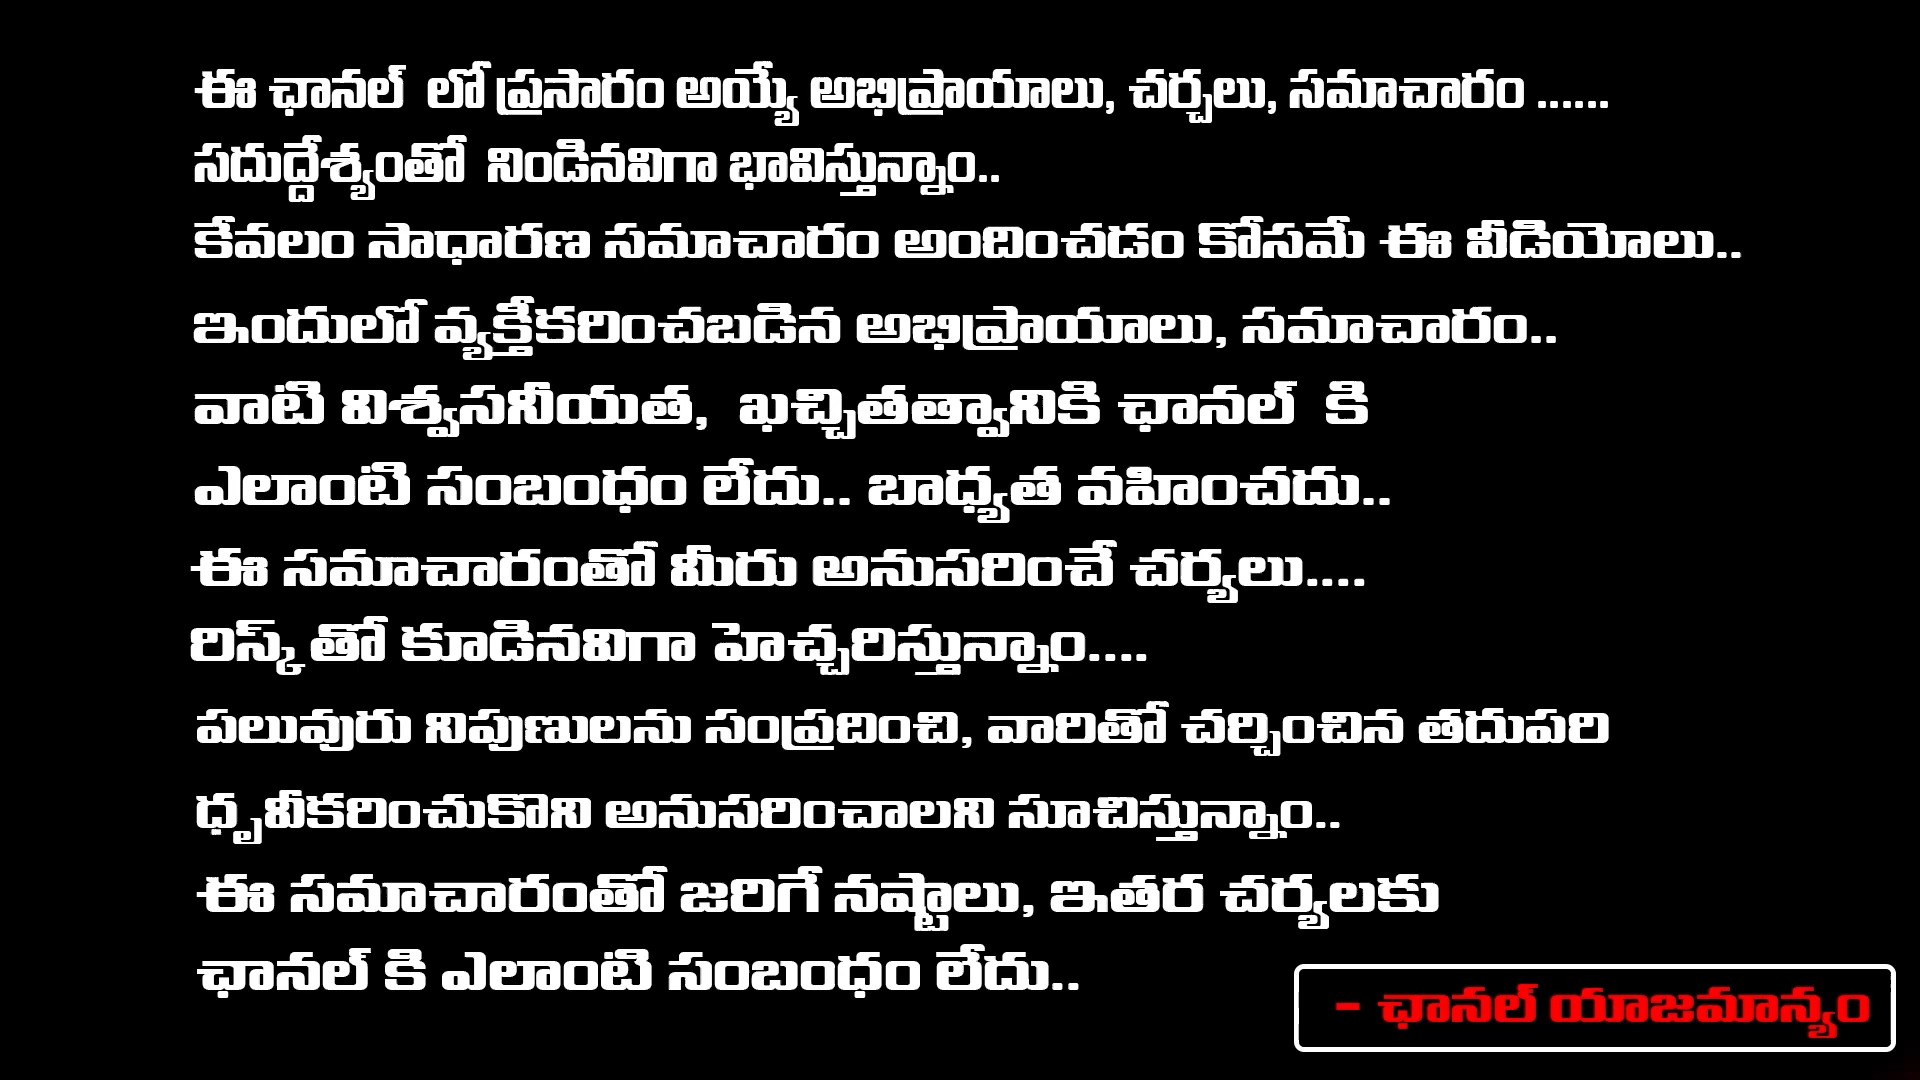 ఈ ఛానల్ లో ప్రసారం అయ్యే అభిప్రాయాలు, చర్చలు, సమాచారం ......
సదుద్దేశ్యంతో నిండినవిగా భావిస్తున్నాం..
కేవలం సాధారణ సమాచారం అందించడం కోసమే ఈ వీడియోలు..
ఇందులో వ్యక్తీకరించబడిన అభిప్రాయాలు, సమాచారం..
వాటి విశ్వసనీయత, ఖచ్చితత్వానికి ఛానల్ కి
ఎలాంటి సంబంధం లేదు.. బాధ్యత వహించదు..
ఈ సమాచారంతో మీరు అనుసరించే చర్యలు....
రిస్క్ తో కూడినవిగా హెచ్చరిస్తున్నాం....
పలువురు నిపుణులను సంప్రదించి, వారితో చర్చించిన తదుపరి
ధృవీకరించుకొని అనుసరించాలని సూచిస్తున్నాం..
ఈ సమాచారంతో జరిగే నష్టాలు, ఇతర చర్యలకు
ఛానల్ కి ఎలాంటి సంబంధం లేదు..
- ఛానల్ యాజమాన్యం